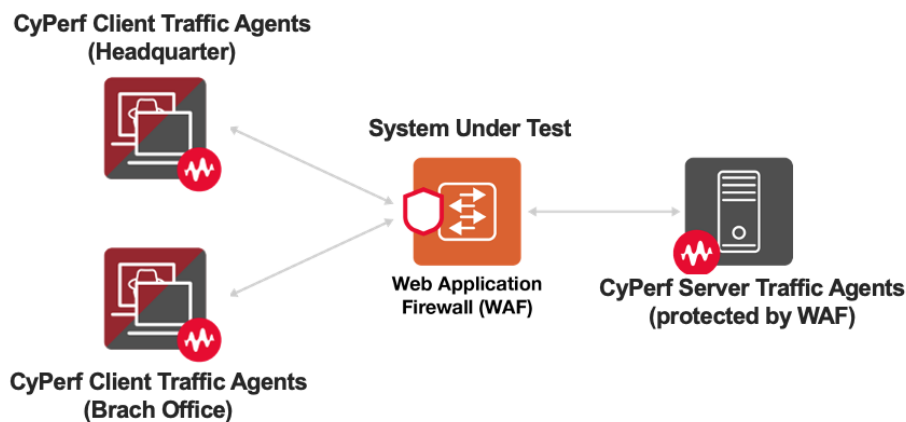 CyPerf Client Traffic Agents
(Headquarter)
System Under Test
Web Application
Firewall (WAF)
CyPerf Server Traffic Agents
(protected by WAF)
CyPerf Client Traffic Agents
(Brach Office)